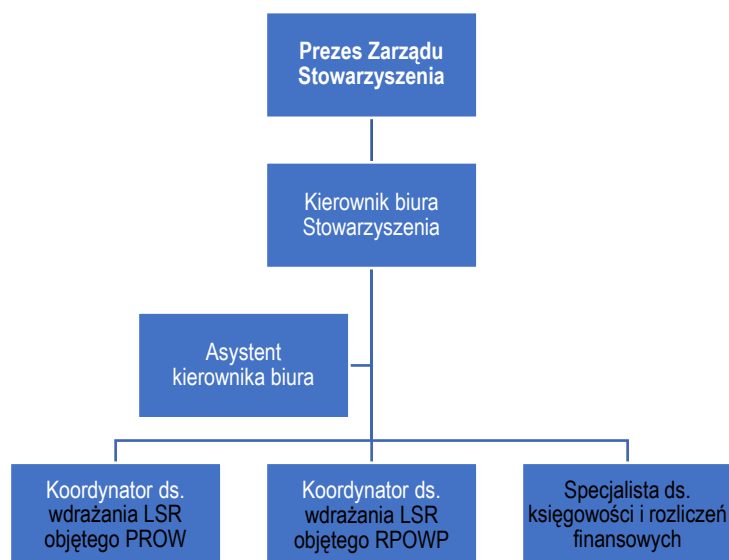 Prezes Zarządu
Stowarzyszenia
Kierownik biura
Stowarzyszenia
Asystent
kierownika biura
Koordynator ds.
wdrażania LSR
objętego PROW
Koordynator ds.
wdrażania LSR
objętego RPOWP
Specjalista ds.
księgowości i rozliczeń
finansowych